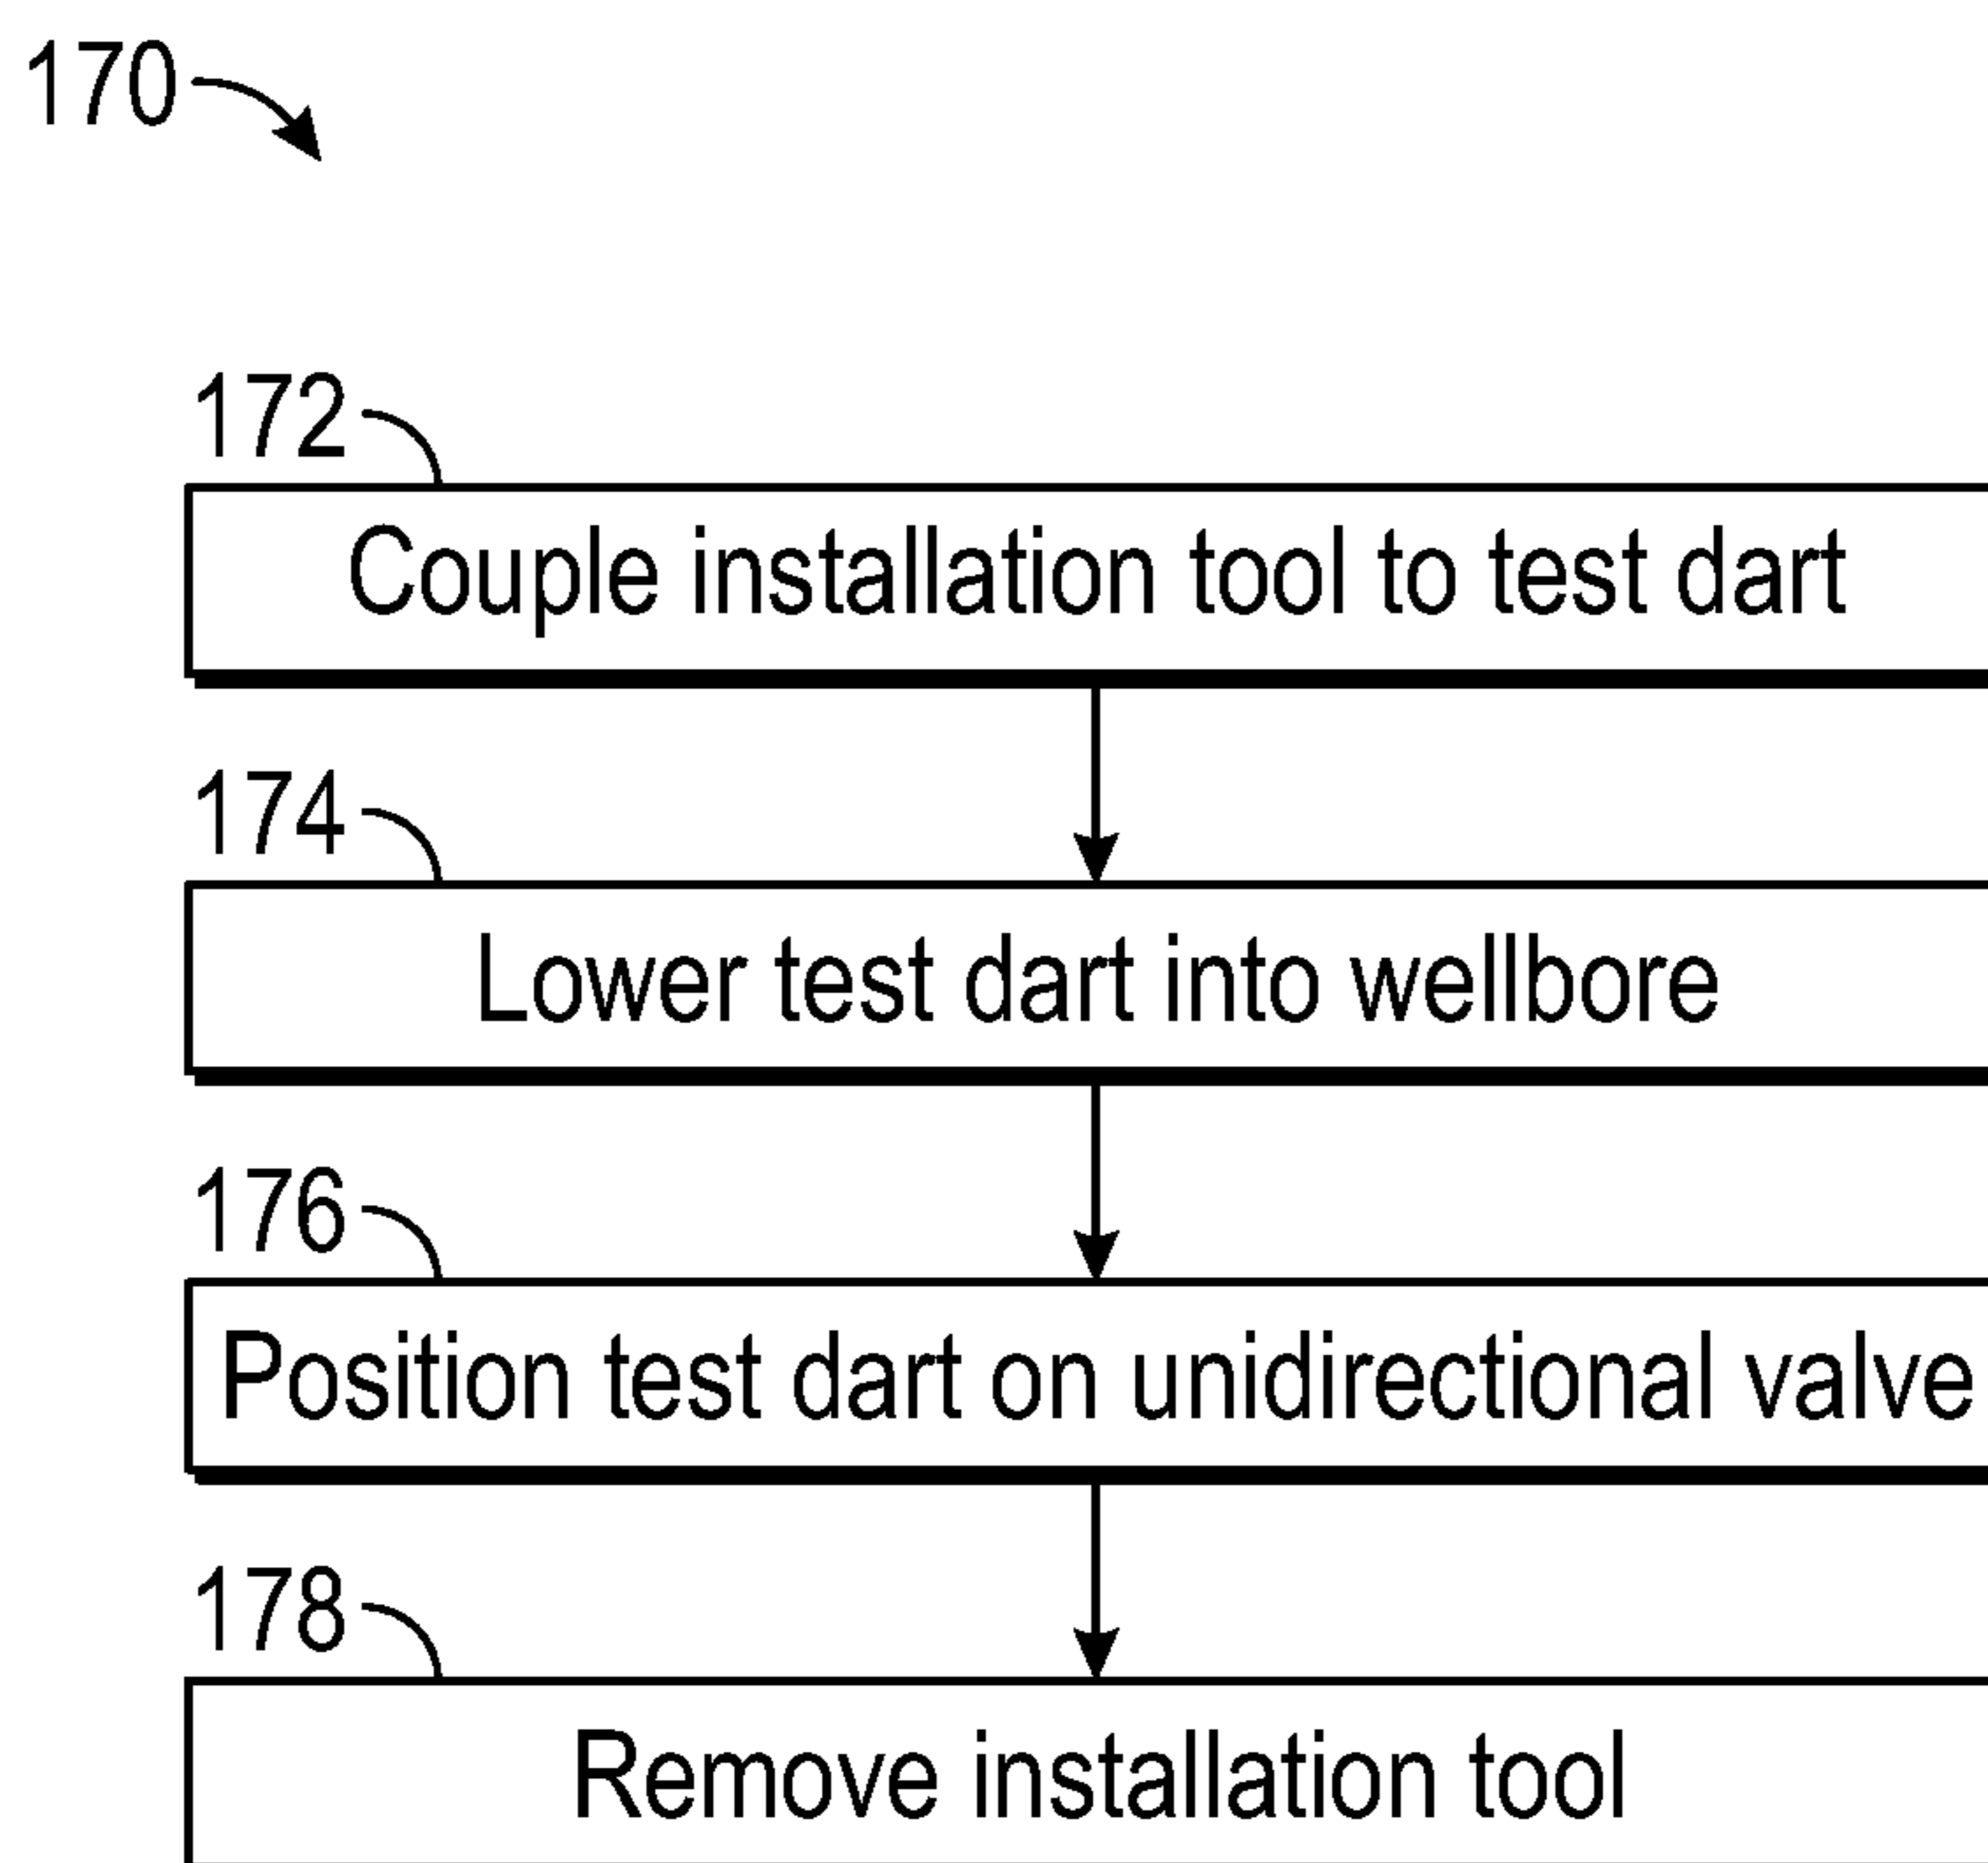 170
172
Couple installation tool to test dart
174
Lower test dart into wellbore
176
Position test dart on unidirectional valve
178
Remove installation tool